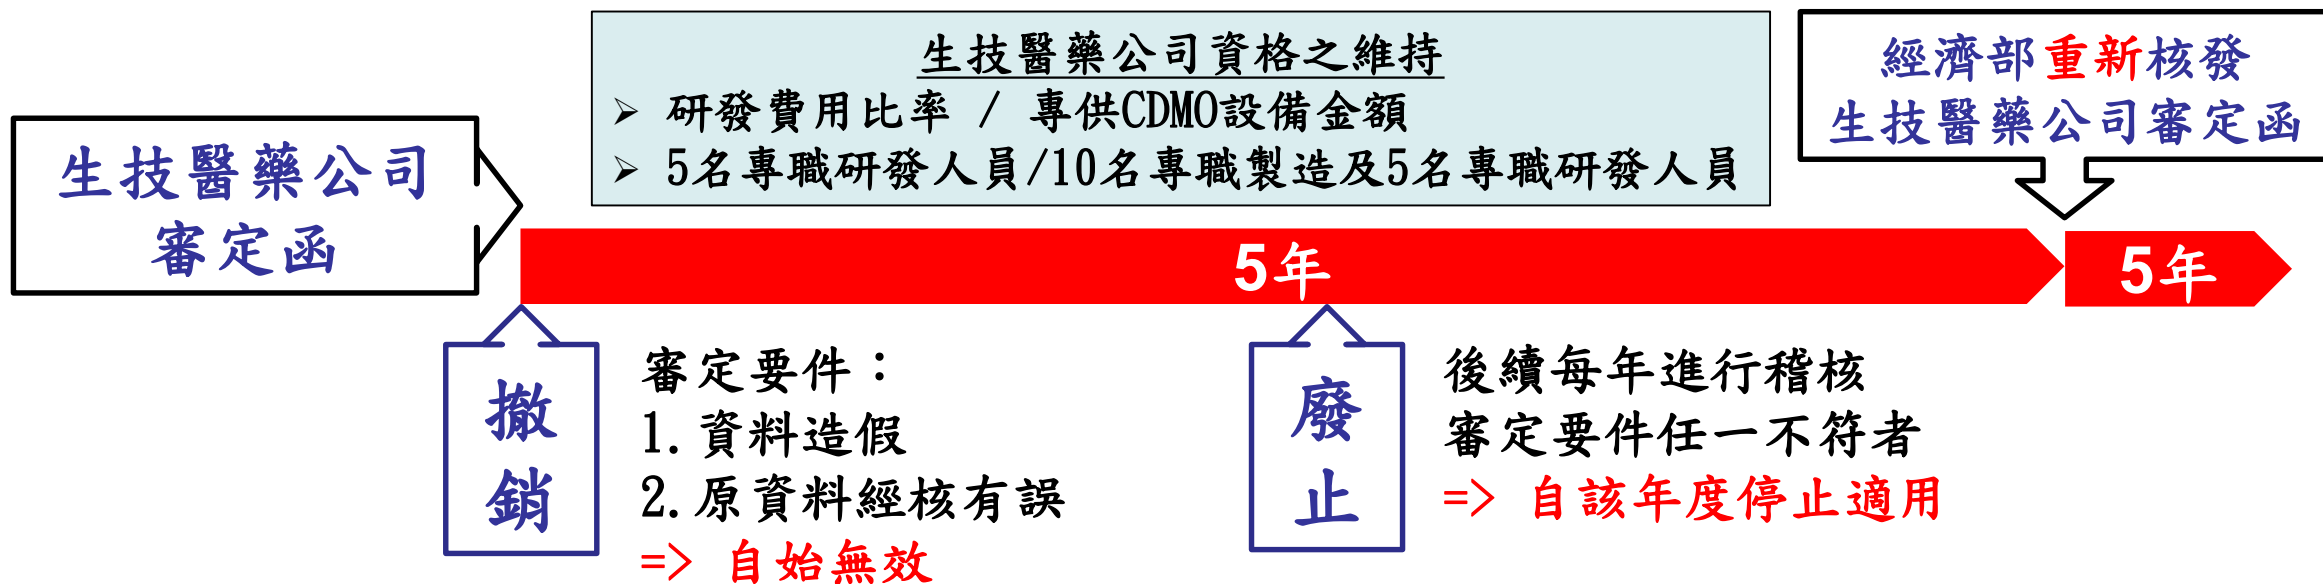 生技醫藥公司
審定函
生技醫藥公司資格之維持
➢ 研發費用比率 / 專供CDMO設備金額
➢ 5名專職研發人員/10名專職製造及5名專職研發人員
經濟部重新核發
生技醫藥公司審定函
5年
5年
撤
銷
審定要件：
1.資料造假
2.原資料經核有誤
=> 自始無效
廢
止
後續每年進行稽核
審定要件任一不符者
=> 自該年度停止適用